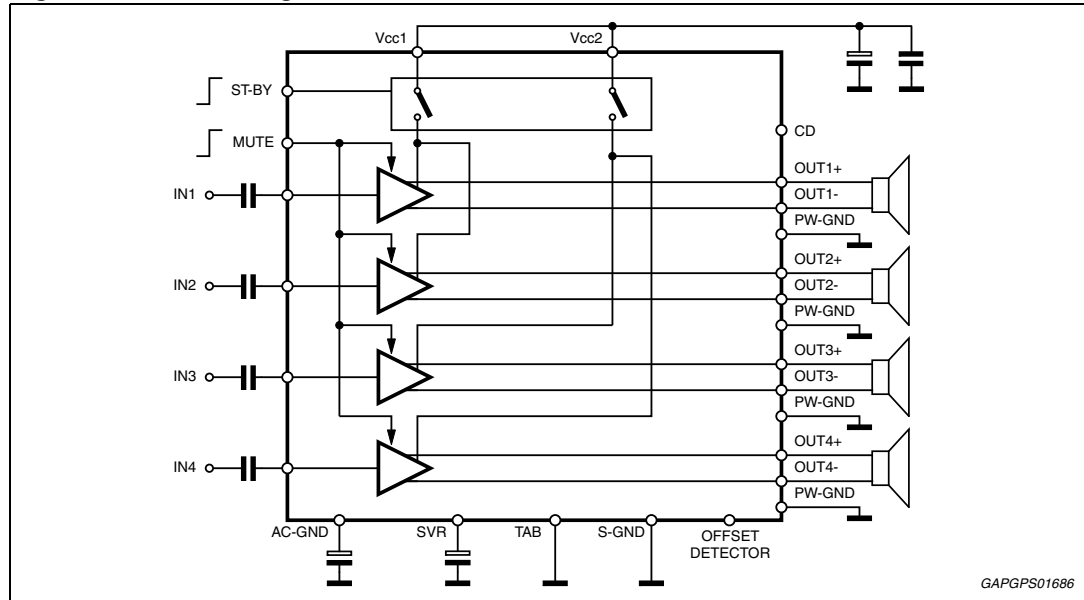 Vcc1
Vcc2
ST-BY
CD
MUTE
OUT1+
IN1
OUT1-
PW-GND
OUT2+
IN2
OUT2-
PW-GND
OUT3+
IN3
OUT3-
PW-GND
OUT4+
IN4
OUT4-
PW-GND
AC-GND
SVR
TAB
S-GND
OFFSET
DETECTOR
GAPGPS01686